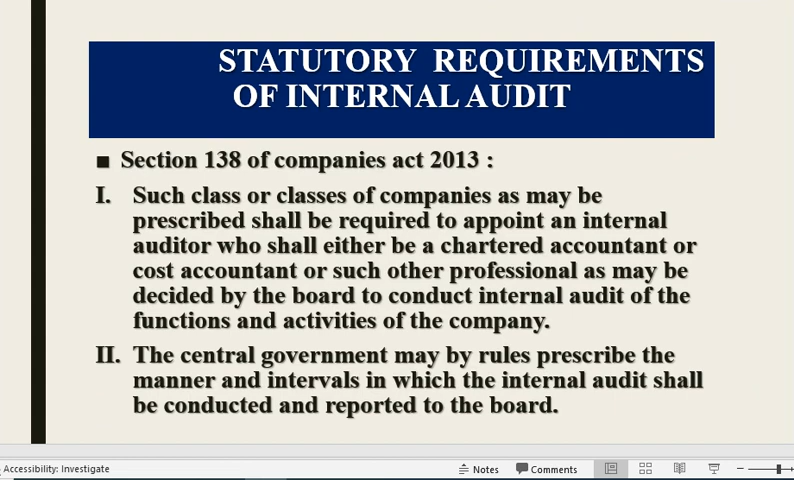 STATUTORY REQUIREMENTS
OF INTERNAL AUDIT
■ Section 138 of companies act 2013 :
I. Such class or classes of companies as may be
prescribed shall be required to appoint an internal
auditor who shall either be a chartered accountant or
cost accountant or such other professional as may be
decided by the board to conduct internal audit of the
functions and activities of the company.
II. The central government may by rules prescribe the
manner and intervals in which the internal audit shall
be conducted and reported to the board.
Accessibility: Investigate
Notes
Comments